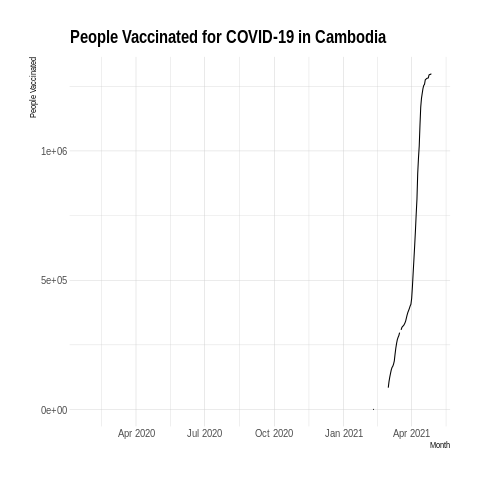 People Vaccinated for COVID-19 in Cambodia
People Vaccinated
1e+06
5e+05
0e+00
Apr 2020 Jul 2020 Oct 2020 Jan 2021 Apr 2021
Month